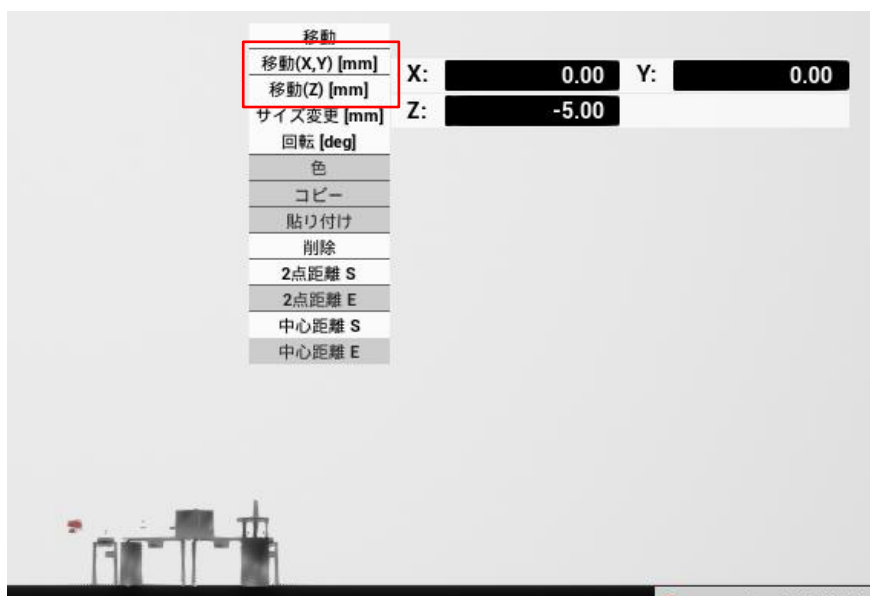 移動
移動(X,Y) [mm]
X: 0.00 Y: 0.00
移動(Z) [mm]
サイズ変更 [mm]
Z: -5.00
回転 [deg]
色
コピー
貼り付け
削除
2点距離 S
2点距離 E
中心距離 S
中心距離 E